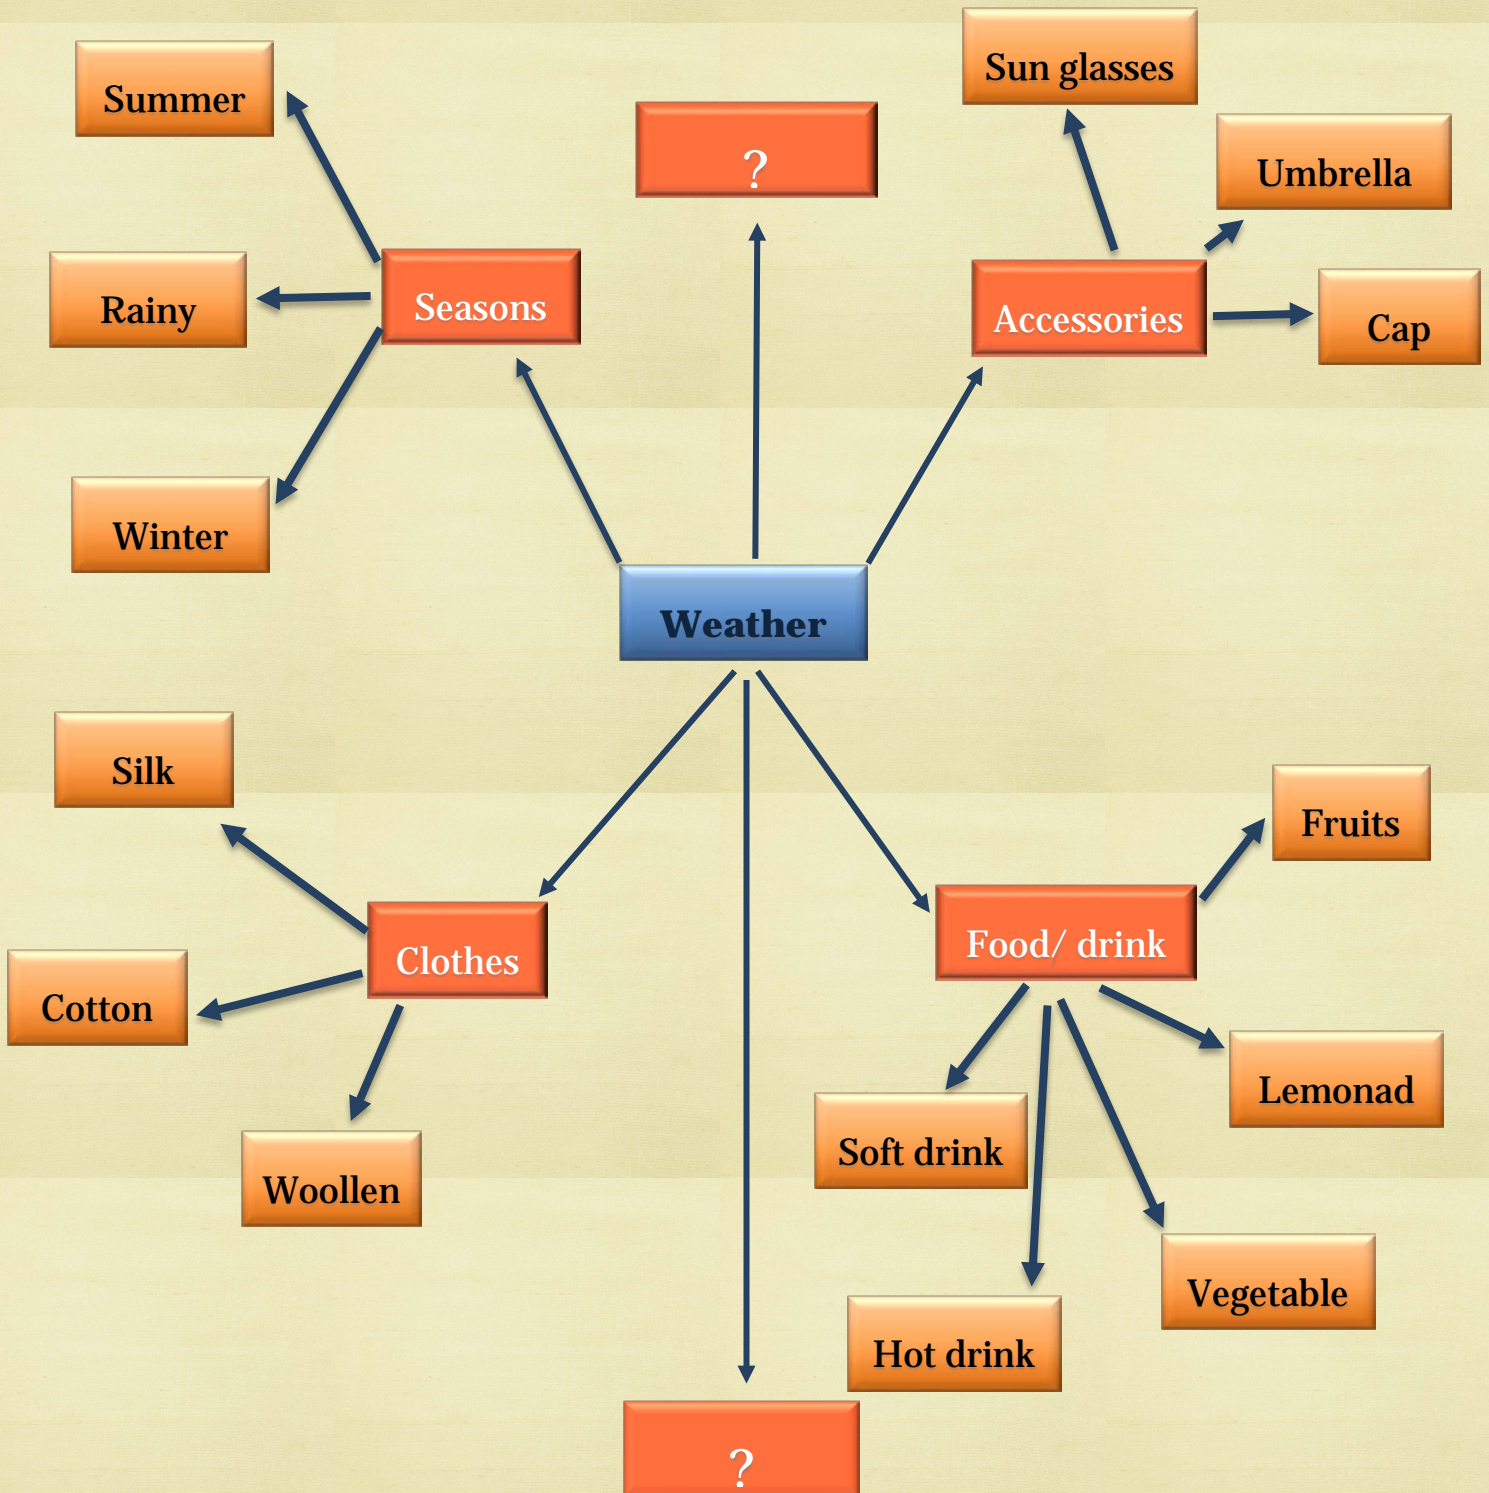 Sun glasses
Summer
?
Umbrella
Seasons
Rainy
Accessories
Cap
Winter
Weather
Silk
Fruits
Clothes
Food/ drink
Cotton
Lemonad
Soft drink
Woollen
Vegetable
Hot drink
?